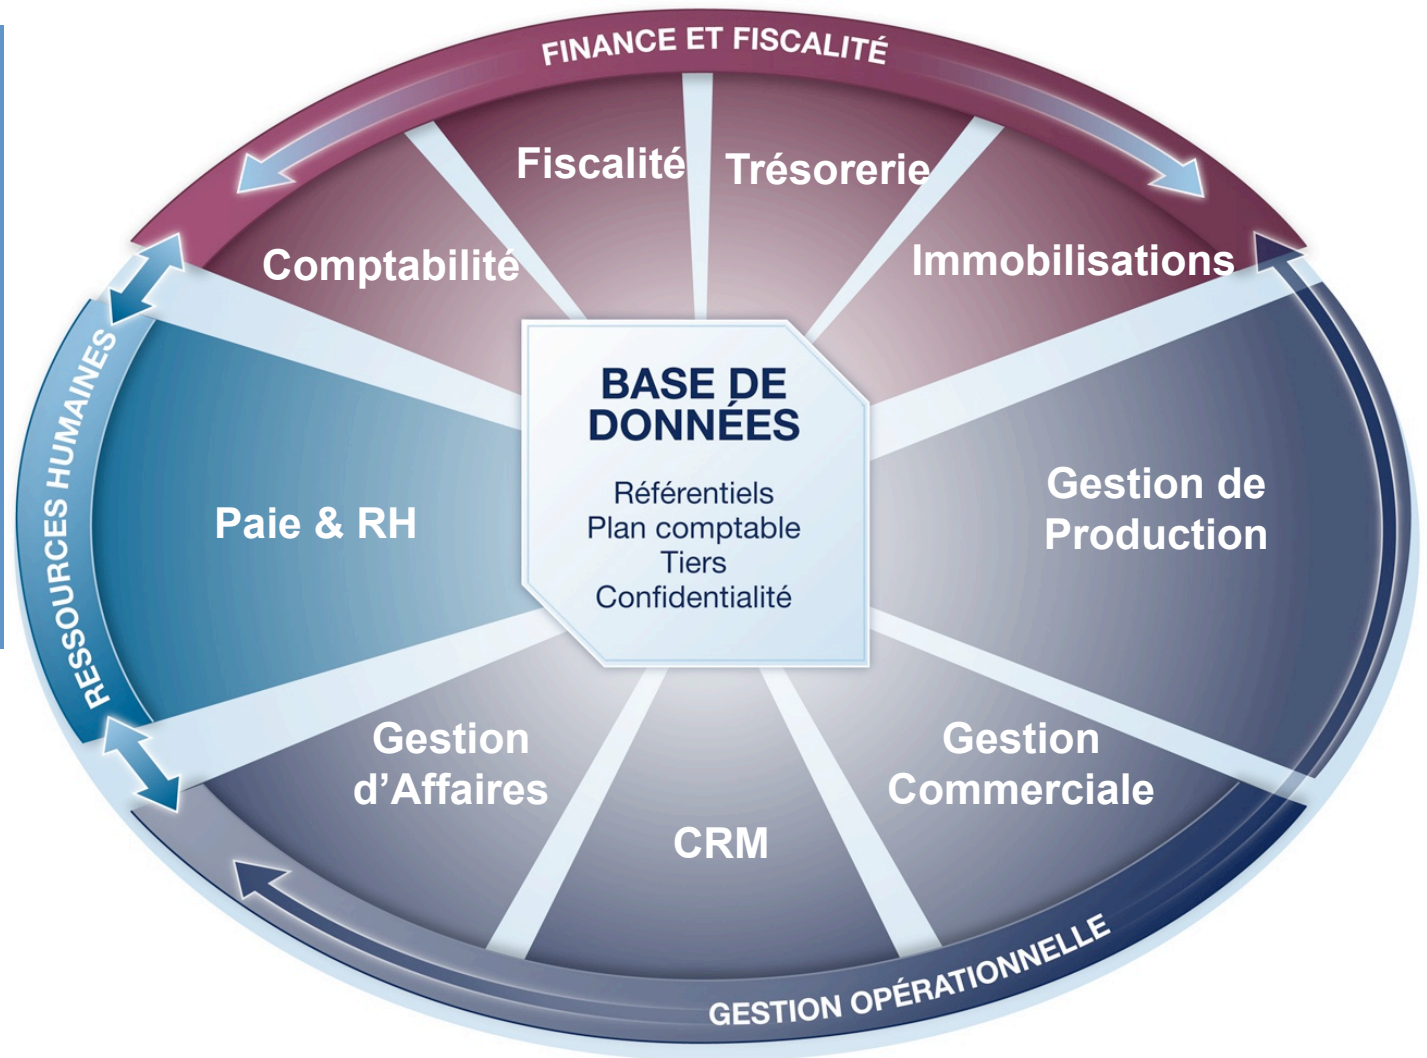 FINANCE ET FISCALITÉ
Fiscalité
Trésorerie
Comptabilité
Immobilisations
BASE DE
DONNÉES
Référentiels
Plan comptable
Tiers
Confidentialité
RESSOURCES HUMAINES
Paie & RH
Gestion de
Production
Gestion
d’Affaires
CRM
Gestion
Commerciale
GESTION OPÉRATIONNELLE